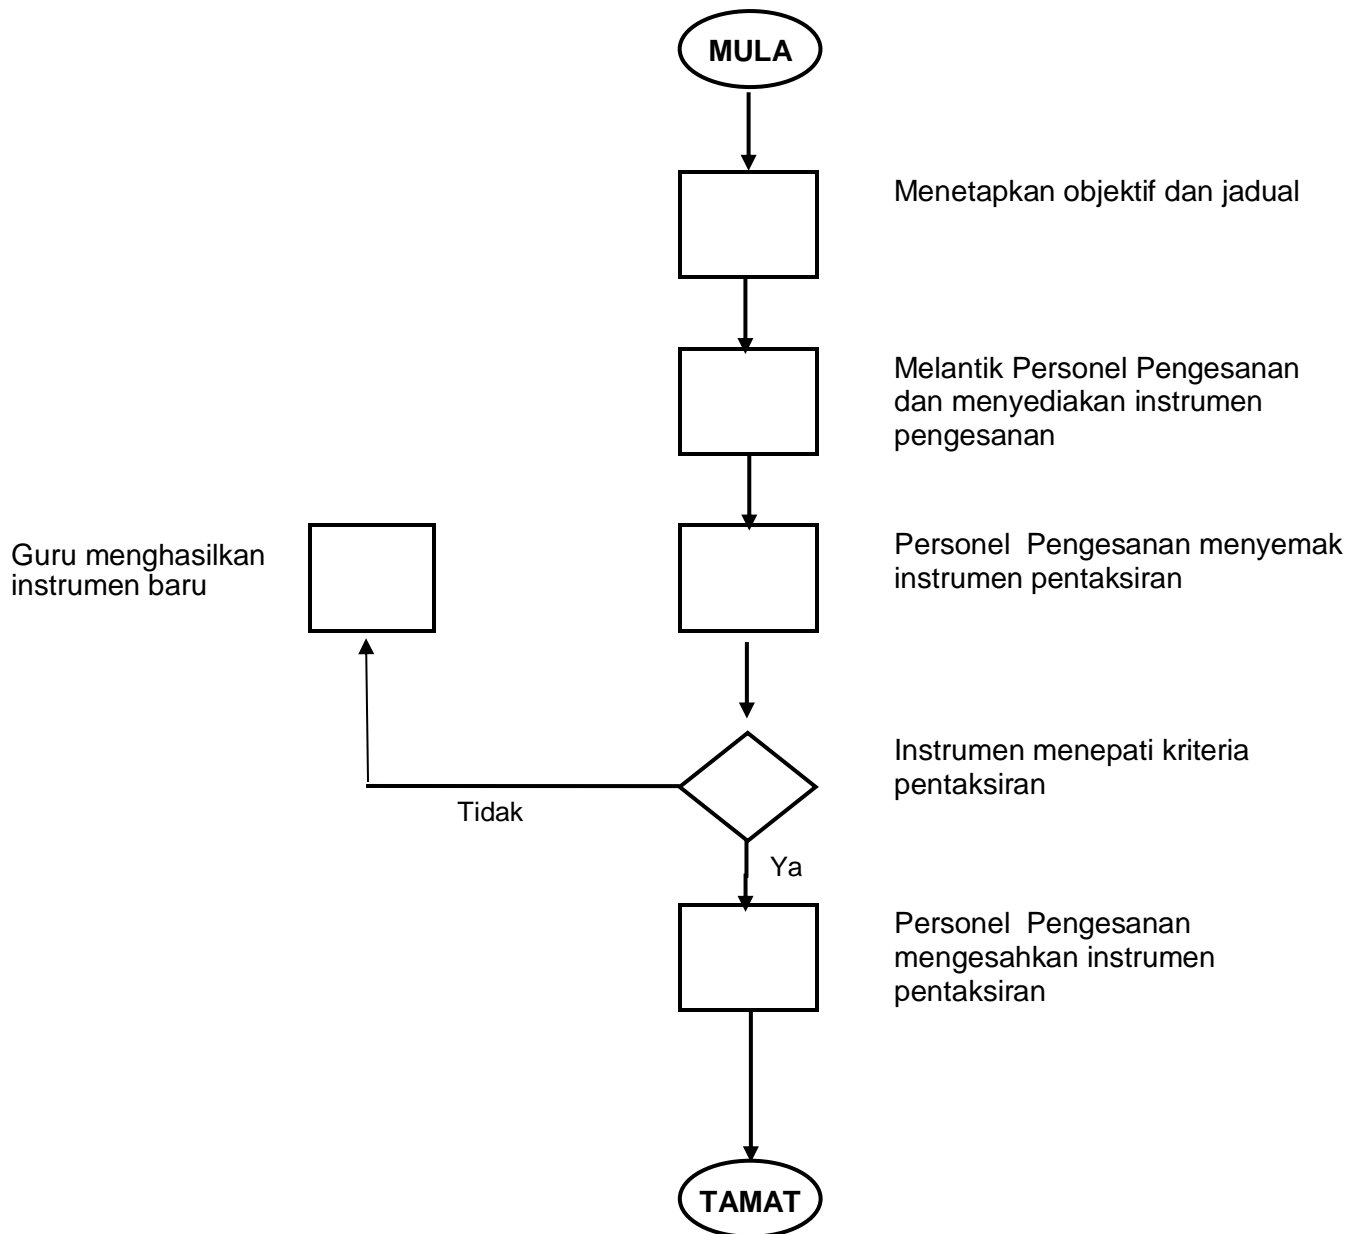 MULA
Menetapkan objektif dan jadual
Melantik Personel Pengesanan
dan menyediakan instrumen
pengesanan
Guru menghasilkan
instrumen baru
Personel  Pengesanan menyemak
instrumen pentaksiran
Instrumen menepati kriteria
pentaksiran
Tidak
Ya
Personel  Pengesanan
mengesahkan instrumen
pentaksiran
TAMAT